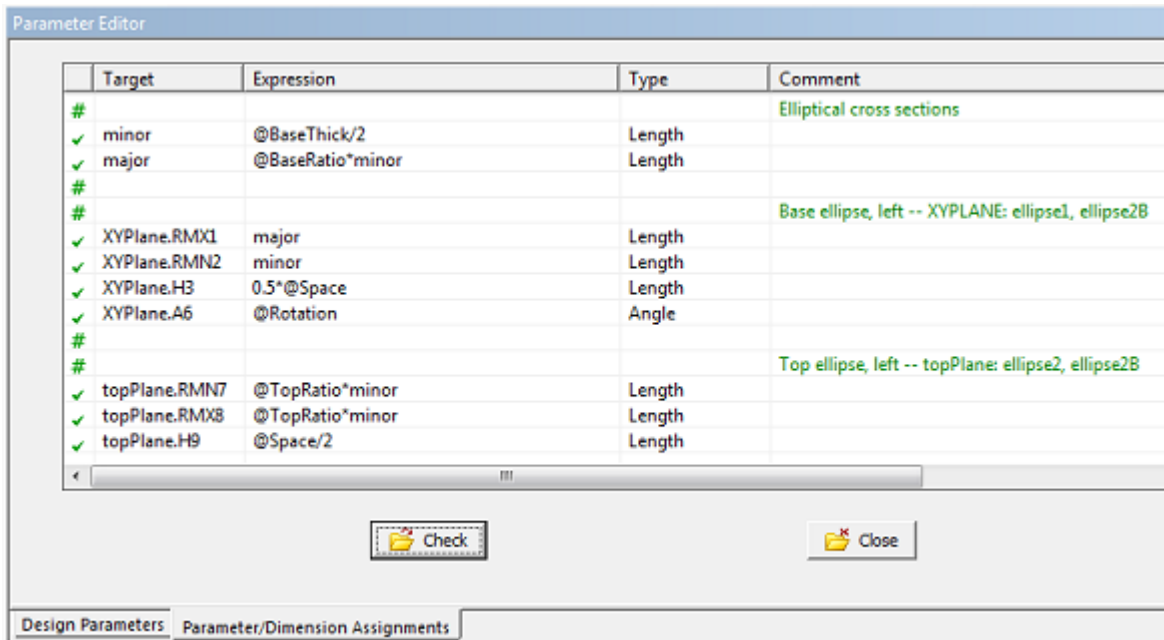 Parameter Editor
Target Expression Type Comment
# Elliptical cross sections
minor @BaseThick/2 Length
major @BaseRatio*minor Length
#
# Base ellipse, left -- XYPLANE: ellipse1, ellipse2B
XYPlane.RMX1 major Length
XYPlane.RMN2 minor Length
XYPlane.H3 0.5*@Space Length
XYPlane.A6 @Rotation Angle
#
# Top ellipse, left -- topPlane: ellipse2, ellipse2B
topPlane.RMN7 @TopRatio*minor Length
topPlane.RMX8 @TopRatio*minor Length
topPlane.H9 @Space/2 Length
Check Close
Design Parameters Parameter/Dimension Assignments